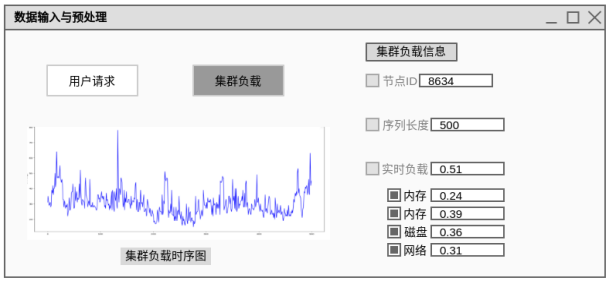 数据输入与预处理
集群负载信息
用户请求
集群负载
节点ID 8634
序列长度 500
实时负载 0.51
内存 0.24
内存 0.39
磁盘 0.36
网络 0.31
集群负载时序图